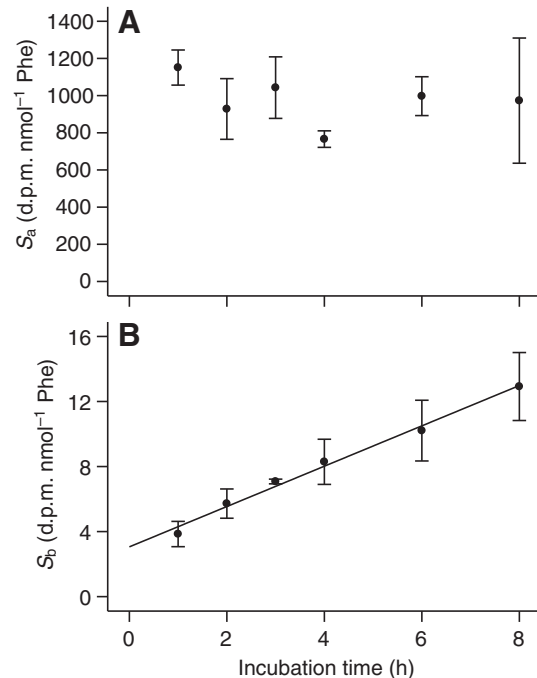 A
1400
1200
1000
800
600
400
200
0
Sa (d.p.m. nmol⁻¹ Phe)
B
16
12
8
4
0
Sb (d.p.m. nmol⁻¹ Phe)
0 2 4 6 8
Incubation time (h)